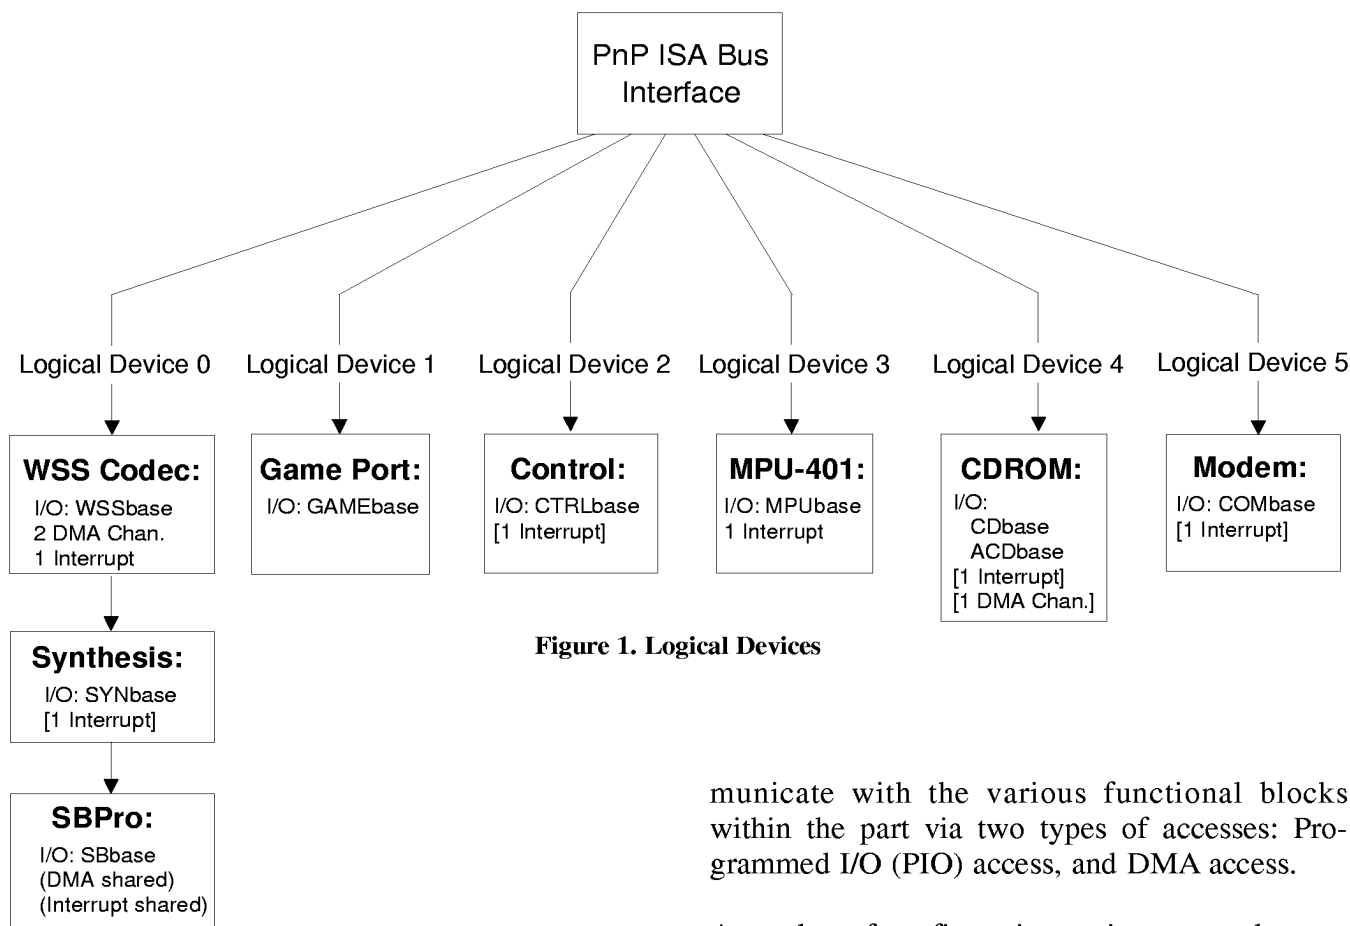 PnP ISA Bus
Interface
Logical Device 0
Logical Device 1
Logical Device 2
Logical Device 3
Logical Device 4
Logical Device 5
WSS Codec:
I/O: WSSbase
2 DMA Chan.
1 Interrupt
Game Port:
I/O: GAMEbase
Control:
I/O: CTRLbase
[1 Interrupt]
MPU-401:
I/O: MPUbase
1 Interrupt
CDROM:
I/O:
CDbase
ACDbase
[1 Interrupt]
[1 DMA Chan.]
Modem:
I/O: COMbase
[1 Interrupt]
Synthesis:
I/O: SYNbase
[1 Interrupt]
SBPro:
I/O: SBbase
(DMA shared)
(Interrupt shared)
Figure 1. Logical Devices
municate with the various functional blocks
within the part via two types of accesses: Pro-
grammed I/O (PIO) access, and DMA access.